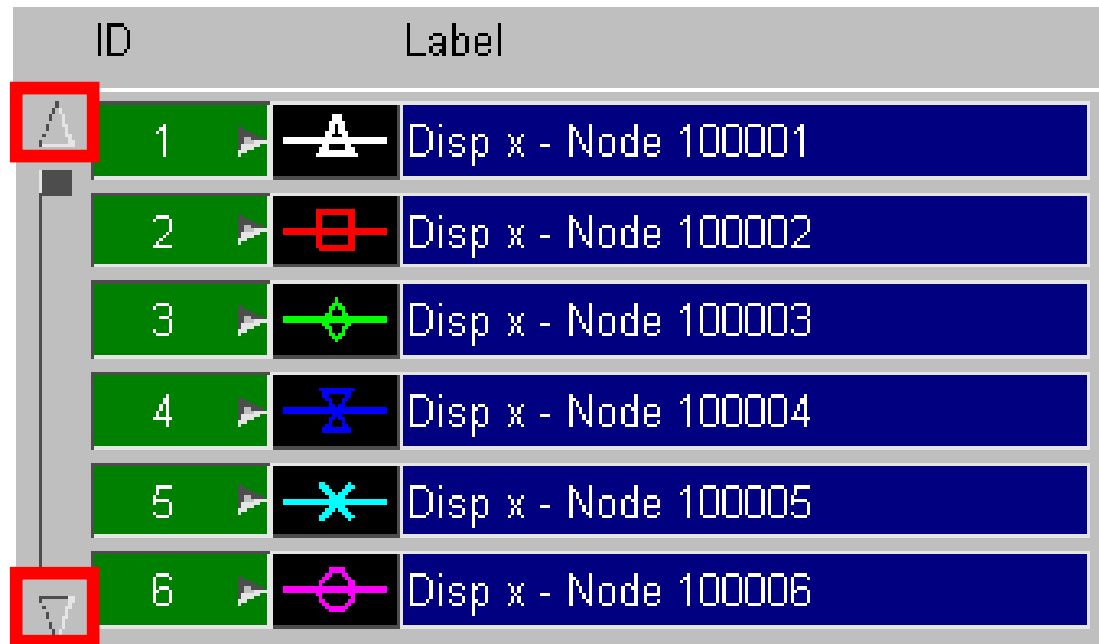 ID Label
1 Disp x - Node 100001
2 Disp x - Node 100002
3 Disp x - Node 100003
4 Disp x - Node 100004
5 Disp x - Node 100005
6 Disp x - Node 100006